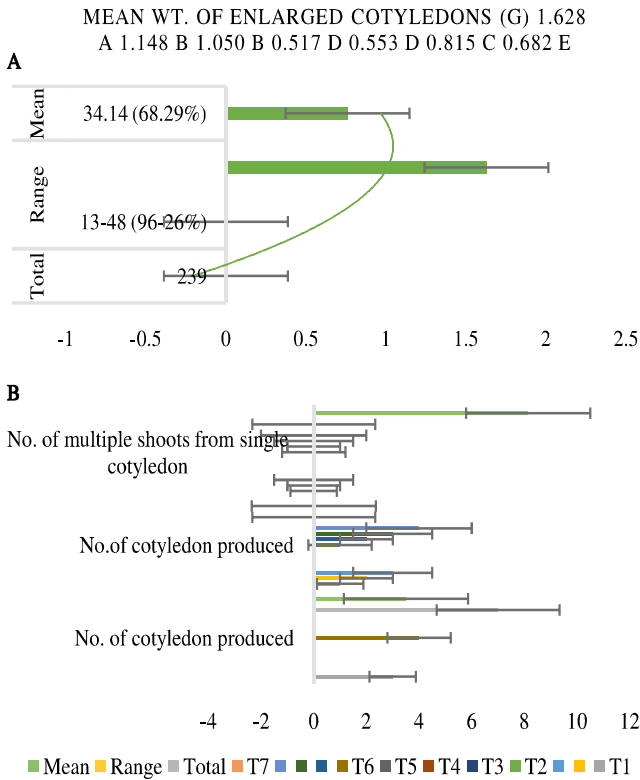 MEAN WT. OF ENLARGED COTYLEDONS (G) 1.628
A 1.148 B 1.050 B 0.517 D 0.553 D 0.815 C 0.682 E
A
Mean
34.14 (68.29%)
Range
13-48 (96-26%)
Total
239
-1 -0.5 0 0.5 1 1.5 2 2.5
B
No. of multiple shoots from single
cotyledon
No.of cotyledon produced
No. of cotyledon produced
-4 -2 0 2 4 6 8 10 12
Mean Range Total T7 T6 T5 T4 T3 T2 T1